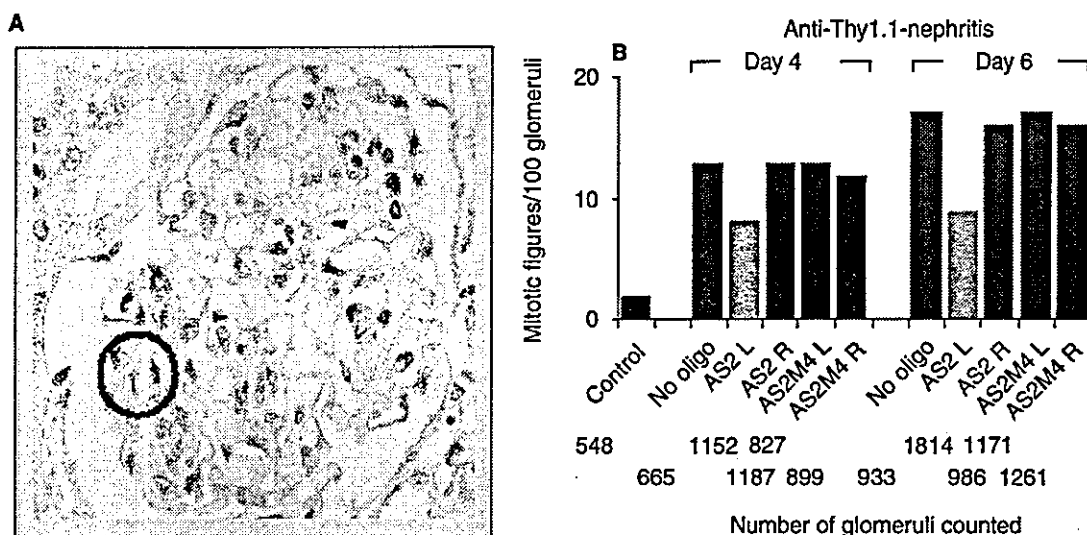 A
B
Anti-Thy1.1-nephritis
Day 4
Day 6
Mitotic figures/100 glomeruli
20
10
0
Control
No oligo
AS2 L
AS2 R
AS2M4 L
AS2M4 R
No oligo
AS2 L
AS2 R
AS2M4 L
AS2M4 R
548 1152 827 1814 1171
665 1187 899 933 986 1261
Number of glomeruli counted